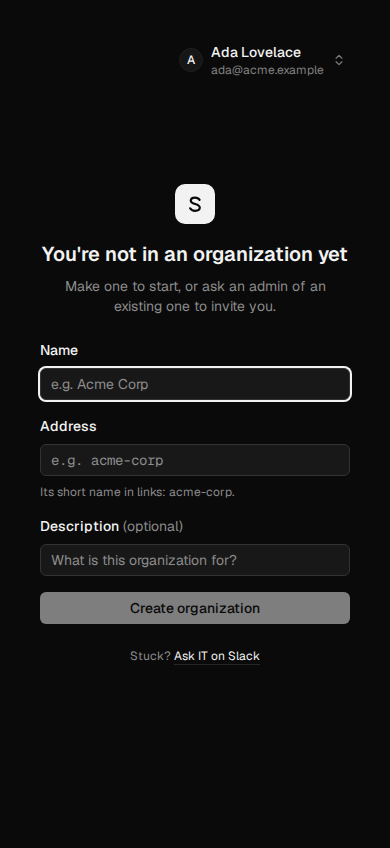 A
Ada Lovelace
ada@acme.example
S
You're not in an organization yet
Make one to start, or ask an admin of an
existing one to invite you.
Name
e.g. Acme Corp
Address
e.g. acme-corp
Its short name in links: acme-corp.
Description (optional)
What is this organization for?
Create organization
Stuck? Ask IT on Slack